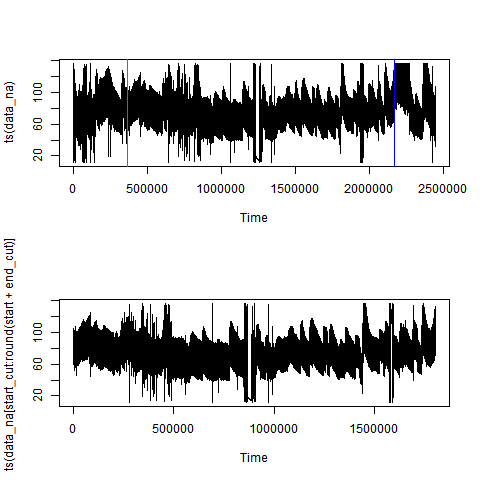 ts(data_na)
20 60 100
0 500000 1000000 1500000 2000000 2500000
Time
ts(data_na[start_cut:round(start + end_cut)]
20 60 100
0 500000 1000000 1500000
Time